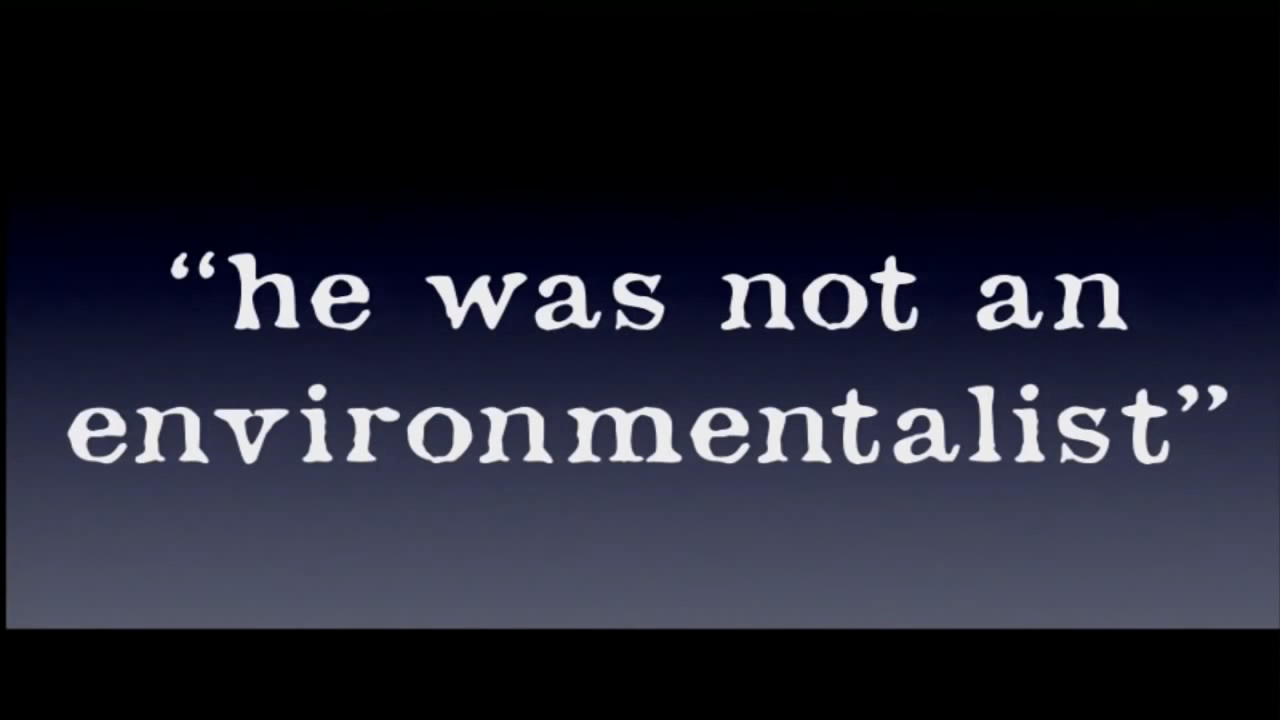 “he was not an
environmentalist”